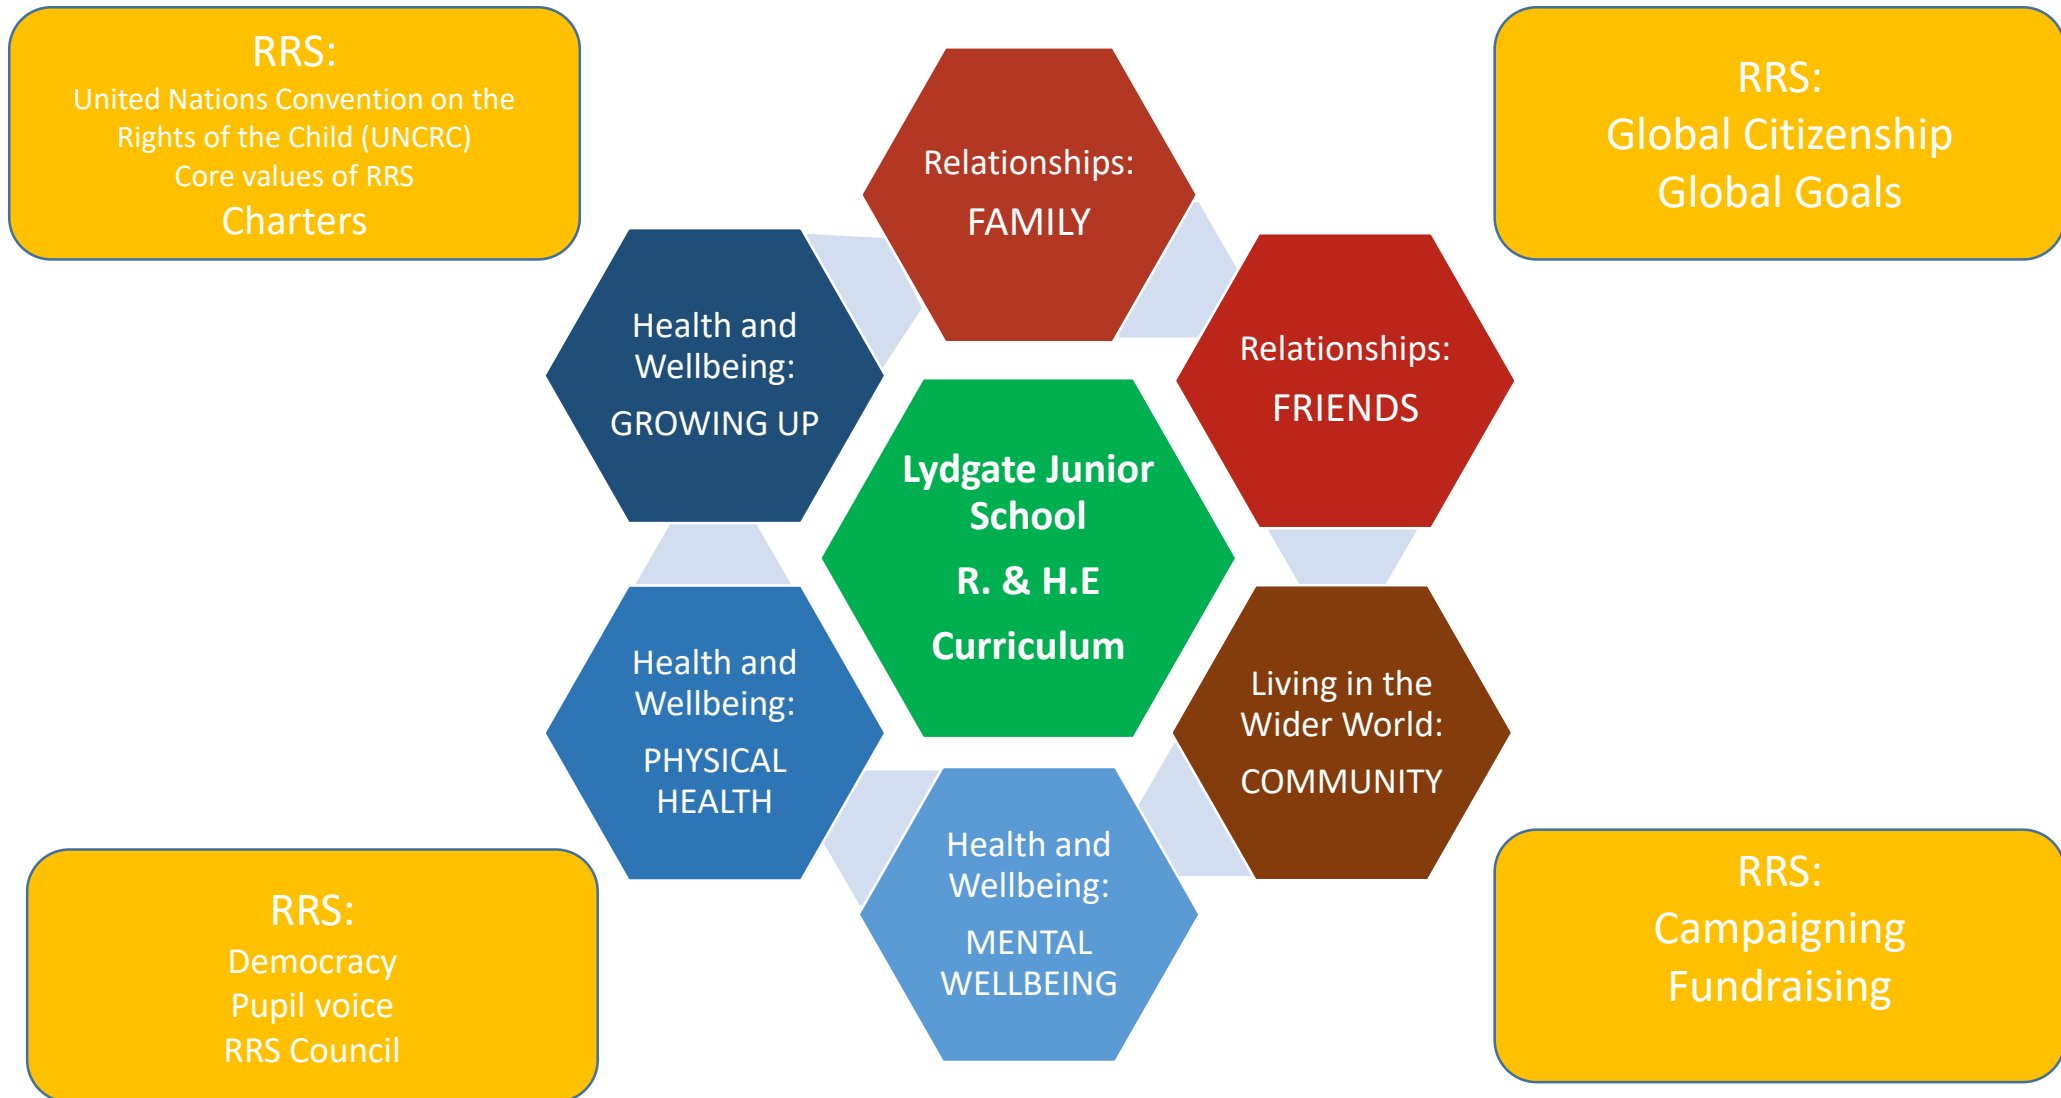 RRS:
United Nations Convention on the
Rights of the Child (UNCRC)
Core values of RRS
Charters
RRS:
Global Citizenship
Global Goals
Relationships:
FAMILY
Relationships:
FRIENDS
Health and
Wellbeing:
GROWING UP
Lydgate Junior
School
R. & H.E
Curriculum
Living in the
Wider World:
COMMUNITY
Health and
Wellbeing:
PHYSICAL
HEALTH
Health and
Wellbeing:
MENTAL
WELLBEING
RRS:
Democracy
Pupil voice
RRS Council
RRS:
Campaigning
Fundraising